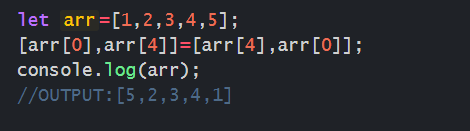 let arr=[1,2,3,4,5];
[arr[0],arr[4]]=[arr[4],arr[0]];
console.log(arr);
//OUTPUT:[5,2,3,4,1]